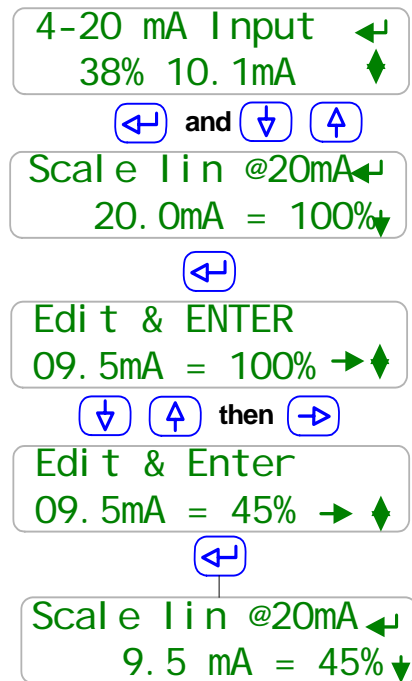 4-20 mA Input
38% 10.1mA
and
Scale lin @20mA
20.0mA = 100%
Edit & ENTER
09.5mA = 100%
then
Edit & Enter
09.5mA = 45%
Scale lin @20mA
9.5 mA = 45%